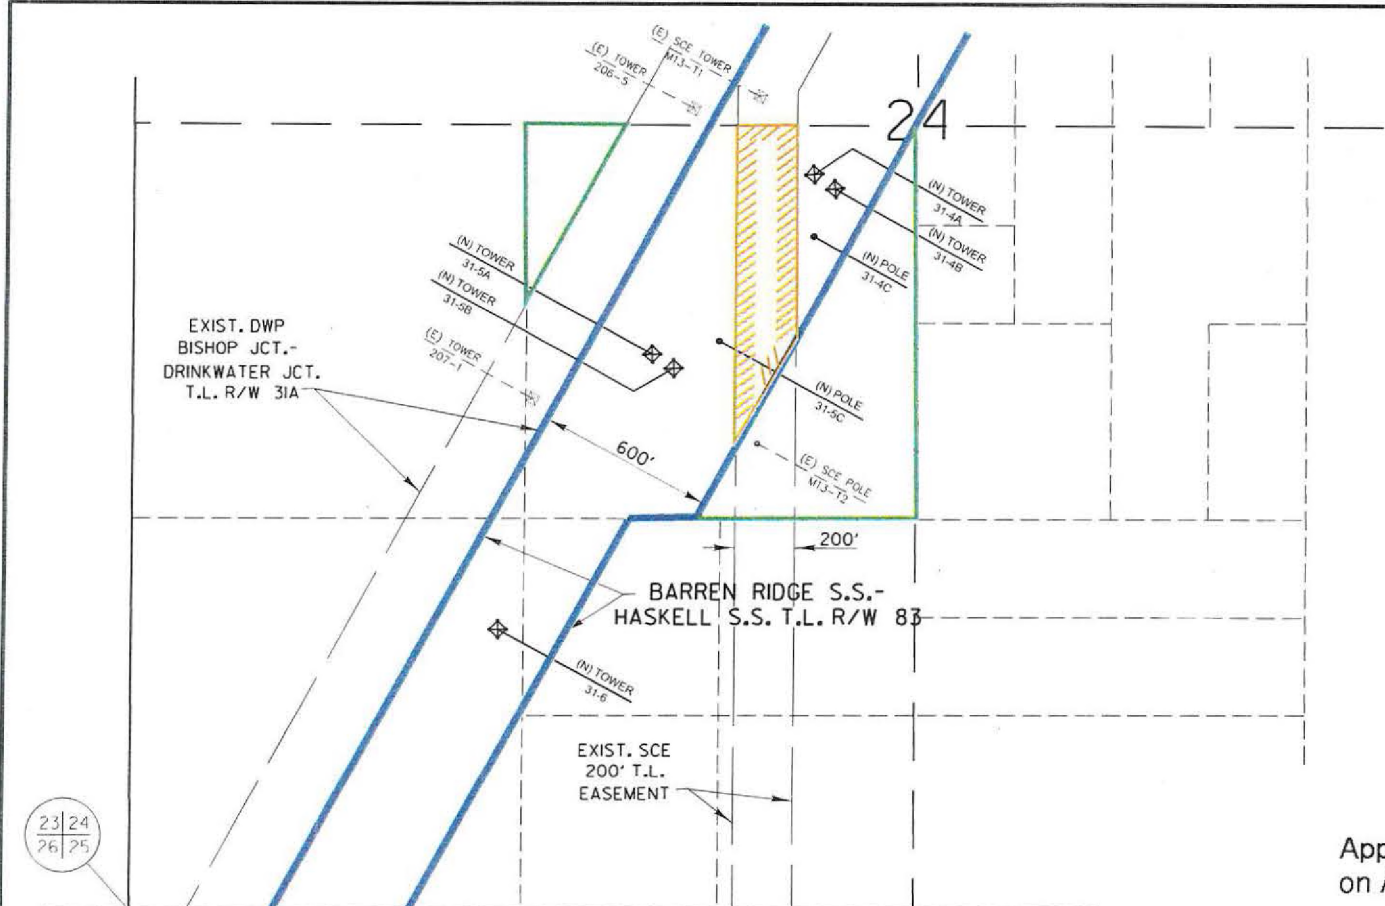 (E) SCE TOWER
M13-T1
(E) TOWER
206-5
24
(N) TOWER
31-4A
(N) TOWER
31-4B
(N) POLE
31-4C
(N) TOWER
31-5A
(N) TOWER
31-5B
(E) TOWER
207-1
EXIST. DWP
BISHOP JCT.-
DRINKWATER JCT.
T.L. R/W 31A
(N) POLE
31-5C
600'
(E) SCE POLE
M13-T2
200'
BARREN RIDGE S.S.-
HASKELL S.S. T.L. R/W 83
(N) TOWER
31-6
EXIST. SCE
200' T.L.
EASEMENT
23 24
26 25
App
on A